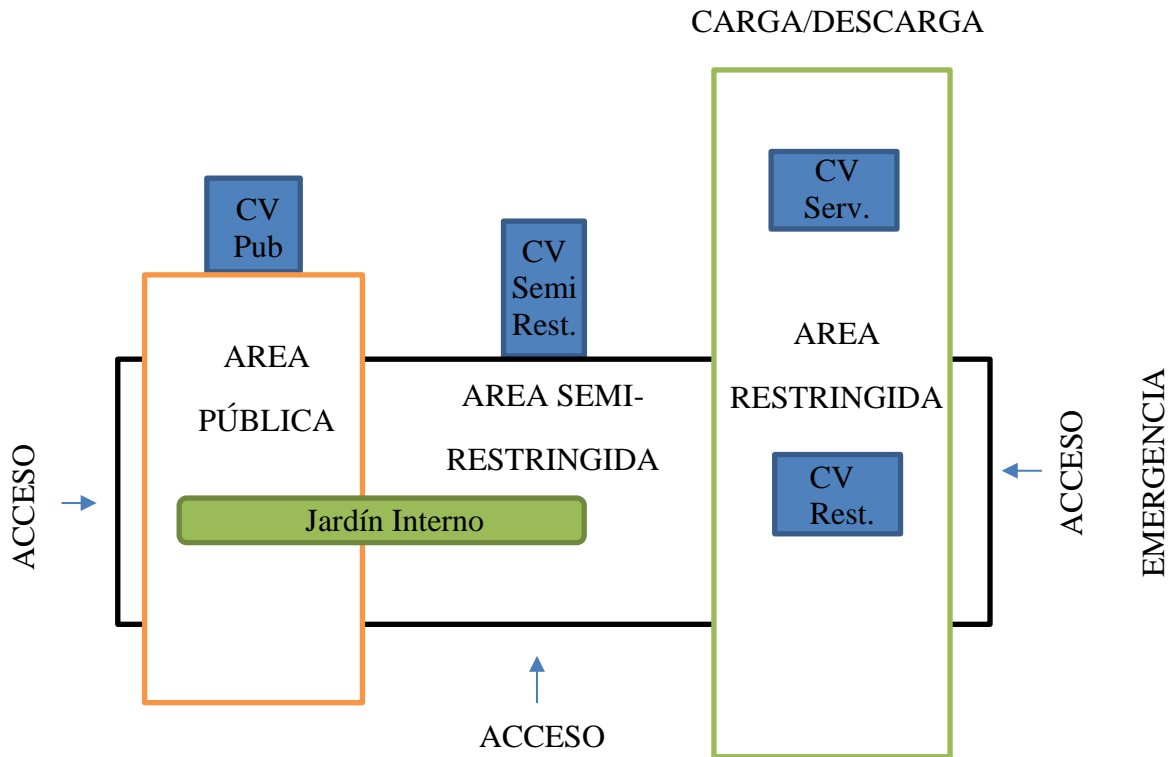 CARGA/DESCARGA
CV
Pub
CV
Semi
Rest.
CV
Serv.
AREA
PÚBLICA
AREA SEMI-
RESTRINGIDA
AREA
RESTRINGIDA
CV
Rest.
Jardín Interno
ACCESO
ACCESO
ACCESO
EMERGENCIA